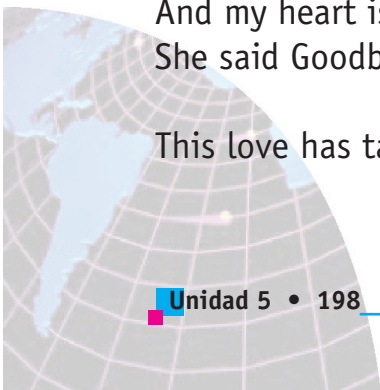 And my heart is
She said Goodb
This love has ta
Unidad 5 • 198